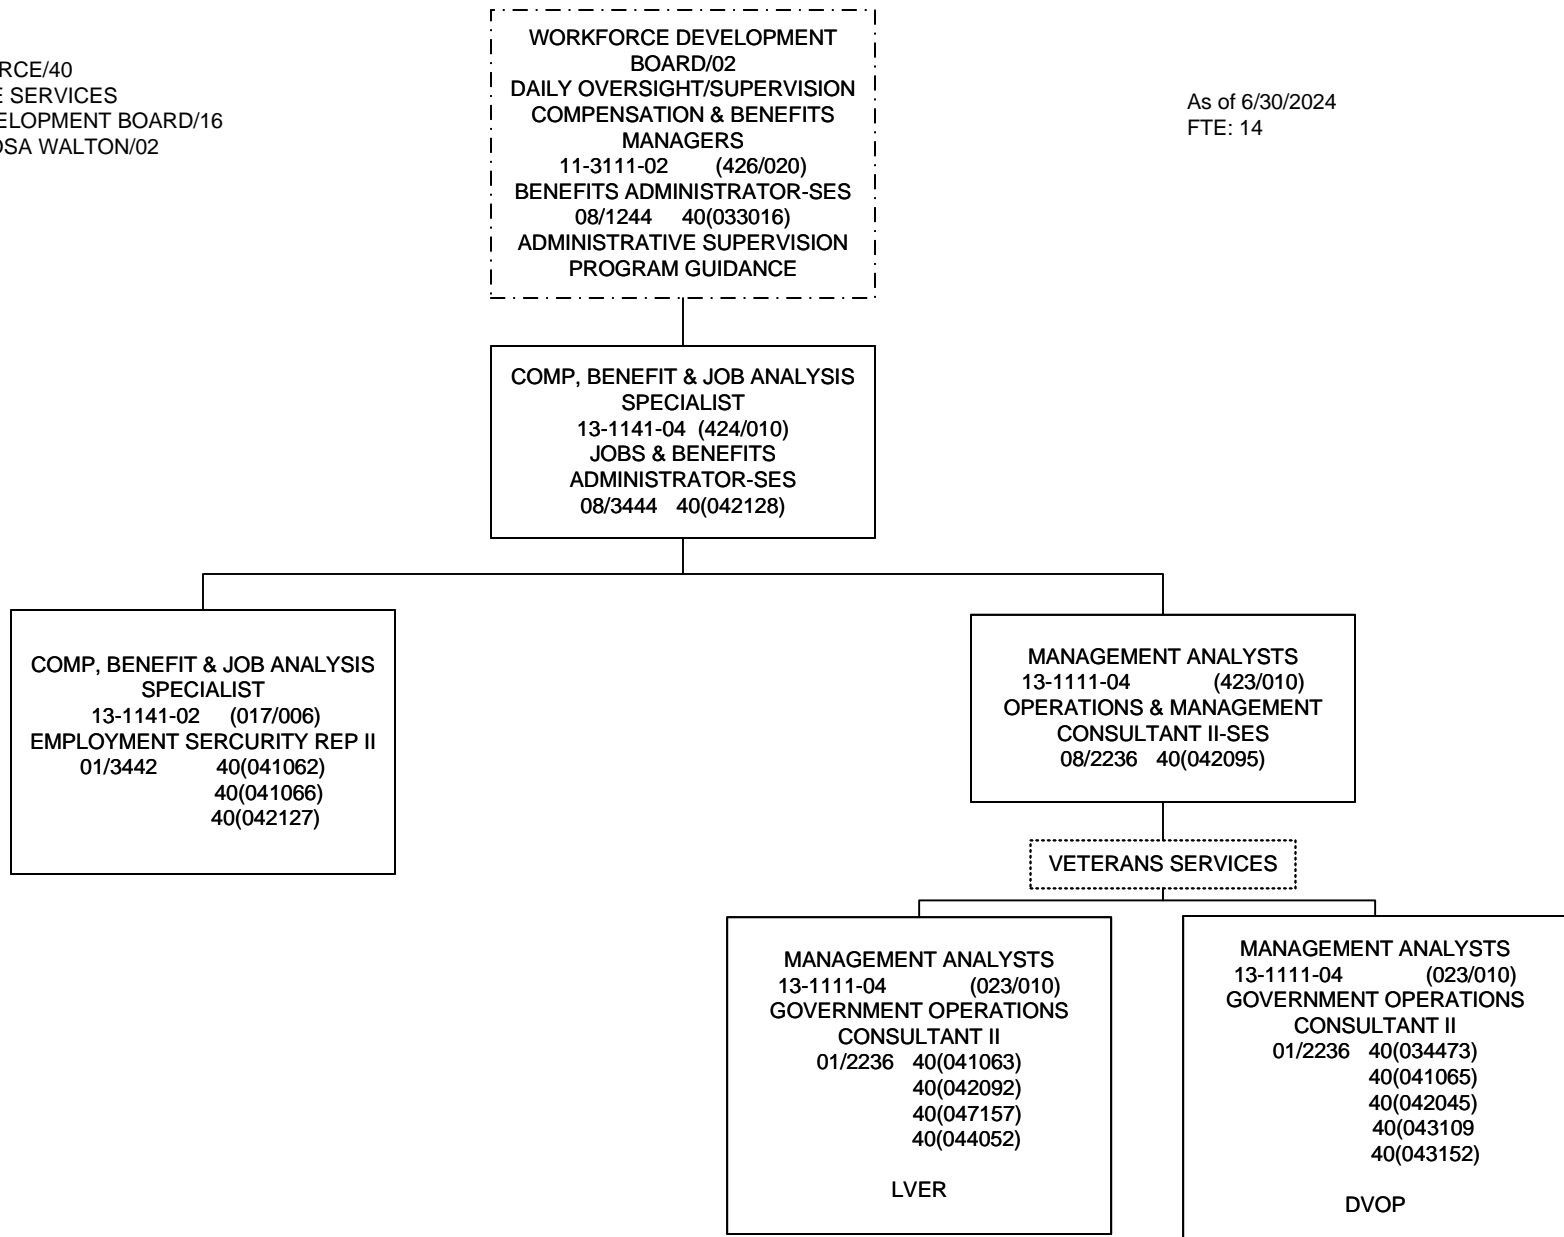 RCE/40
E SERVICES
ELOPMENT BOARD/16
OSA WALTON/02
As of 6/30/2024
FTE: 14
WORKFORCE DEVELOPMENT
BOARD/02
DAILY OVERSIGHT/SUPERVISION
COMPENSATION & BENEFITS
MANAGERS
11-3111-02 (426/020)
BENEFITS ADMINISTRATOR-SES
08/1244 40(033016)
ADMINISTRATIVE SUPERVISION
PROGRAM GUIDANCE
COMP, BENEFIT & JOB ANALYSIS
SPECIALIST
13-1141-04 (424/010)
JOBS & BENEFITS
ADMINISTRATOR-SES
08/3444 40(042128)
COMP, BENEFIT & JOB ANALYSIS
SPECIALIST
13-1141-02 (017/006)
EMPLOYMENT SERCURITY REP II
01/3442 40(041062)
40(041066)
40(042127)
MANAGEMENT ANALYSTS
13-1111-04 (423/010)
OPERATIONS & MANAGEMENT
CONSULTANT II-SES
08/2236 40(042095)
VETERANS SERVICES
MANAGEMENT ANALYSTS
13-1111-04 (023/010)
GOVERNMENT OPERATIONS
CONSULTANT II
01/2236 40(041063)
40(042092)
40(047157)
40(044052)
LVER
MANAGEMENT ANALYSTS
13-1111-04 (023/010)
GOVERNMENT OPERATIONS
CONSULTANT II
01/2236 40(034473)
40(041065)
40(042045)
40(043109
40(043152)
DVOP